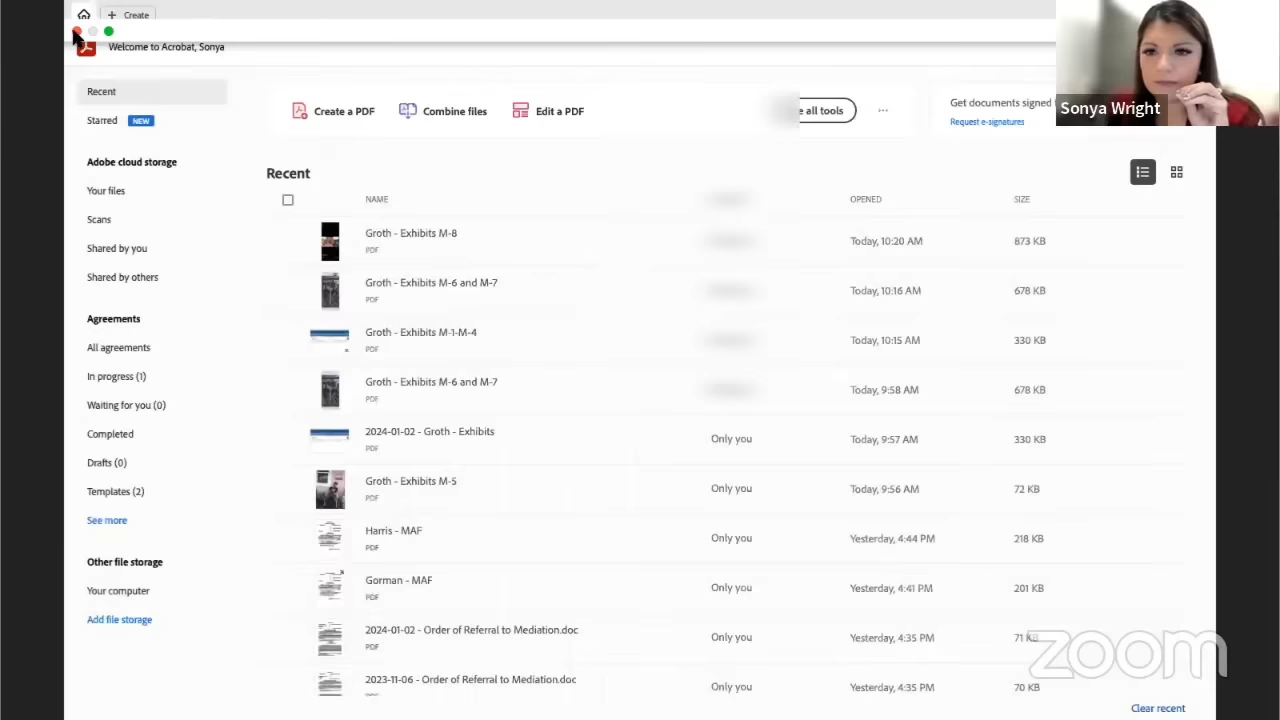 Create
Welcome to Acrobat, Sonya
Recent
Starred NEW
Adobe cloud storage
Your files
Scans
Shared by you
Shared by others
Agreements
All agreements
In progress (1)
Waiting for you (0)
Completed
Drafts (0)
Templates (2)
See more
Other file storage
Your computer
Add file storage
Create a PDF Combine files Edit a PDF all tools
Get documents signed
Request e-signatures
Sonya Wright
Recent
NAME OPENED SIZE
Groth - Exhibits M-8 Today, 10:20 AM 873 KB
PDF
Groth - Exhibits M-6 and M-7 Today, 10:16 AM 678 KB
PDF
Groth - Exhibits M-1-M-4 Today, 10:15 AM 330 KB
PDF
Groth - Exhibits M-6 and M-7 Today, 9:58 AM 678 KB
PDF
2024-01-02 - Groth - Exhibits Only you Today, 9:57 AM 330 KB
PDF
Groth - Exhibits M-5 Only you Today, 9:56 AM 72 KB
PDF
Harris - MAF Only you Yesterday, 4:44 PM 218 KB
PDF
Gorman - MAF Only you Yesterday, 4:41 PM 201 KB
PDF
2024-01-02 - Order of Referral to Mediation.doc Only you Yesterday, 4:35 PM 71 KB
PDF
2023-11-06 - Order of Referral to Mediation.doc Only you Yesterday, 4:35 PM 70 KB
zoom
Clear recent